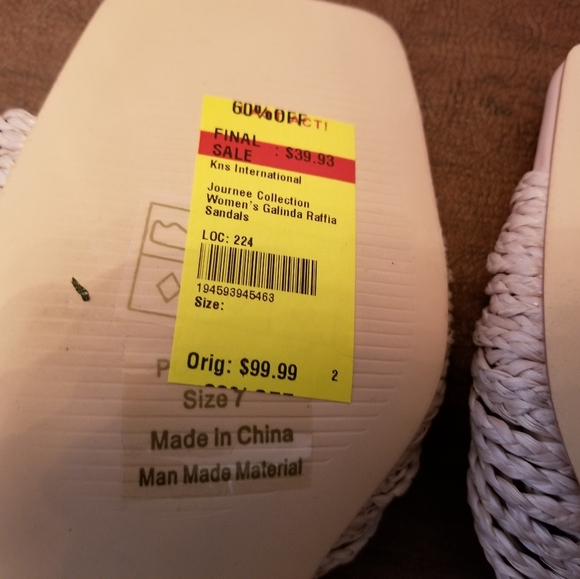 60% OFF
ACT!
FINAL
SALE : $39.93
Kns International
Journee Collection
Women's Galinda Raffia
Sandals
LOC: 224
194593945463
Size:
Orig: $99.99 2
Size 7
Made in China
Man Made Material